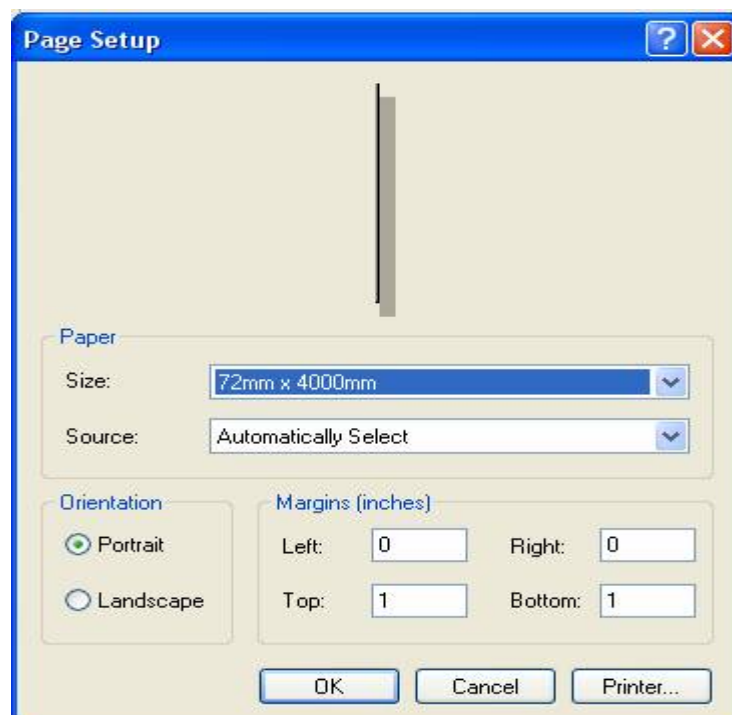 Page Setup
Paper
Size: 72mm x 4000mm
Source: Automatically Select
Orientation
Portrait
Landscape
Margins (inches)
Left: 0 Right: 0
Top: 1 Bottom: 1
OK Cancel Printer...